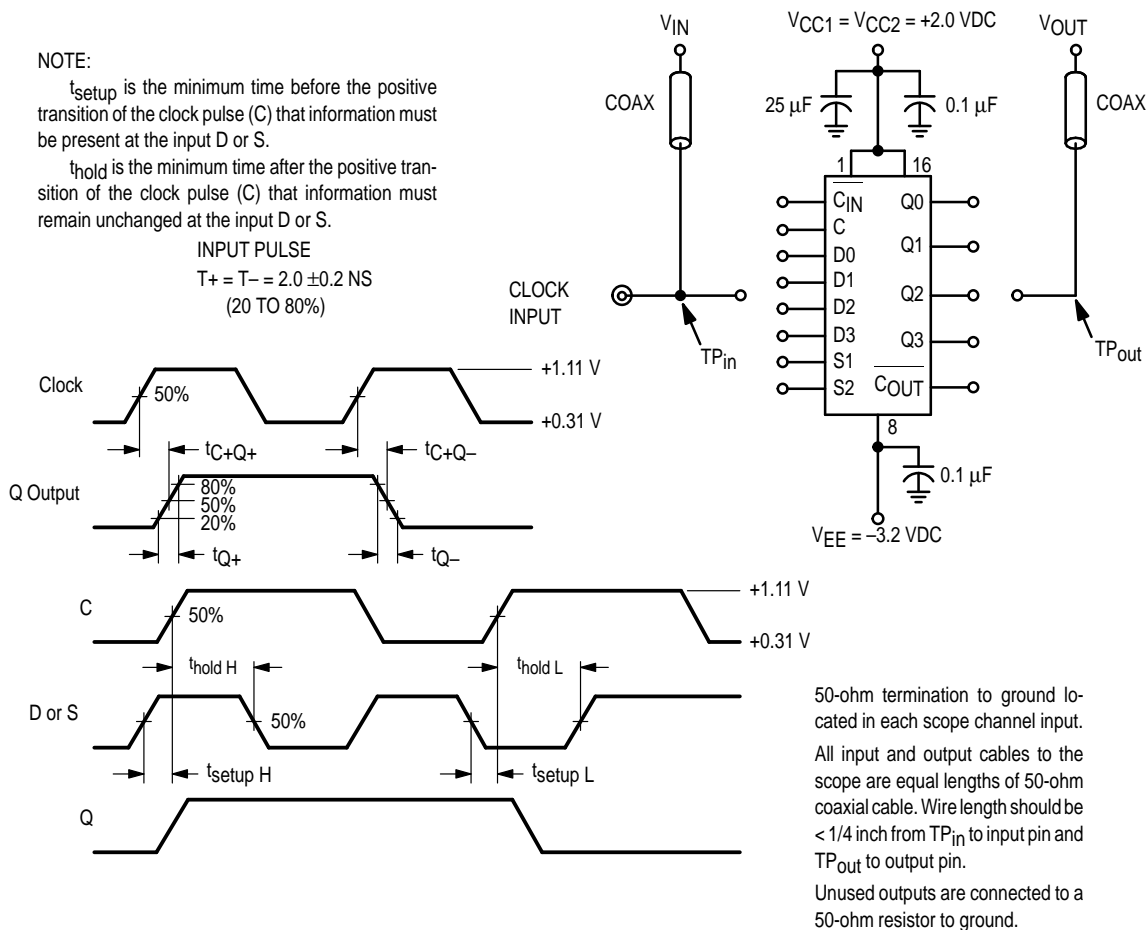 NOTE:
tsetup is the minimum time before the positive
transition of the clock pulse (C) that information must
be present at the input D or S.
thold is the minimum time after the positive tran-
sition of the clock pulse (C) that information must
remain unchanged at the input D or S.
INPUT PULSE
T+ = T– = 2.0 ±0.2 NS
(20 TO 80%)
VIN
COAX
CLOCK
INPUT
TPin
VCC1 = VCC2 = +2.0 VDC
25 µF
0.1 µF
1
16
CIN
C
D0
D1
D2
D3
S1
S2
Q0
Q1
Q2
Q3
COUT
8
0.1 µF
VEE = –3.2 VDC
VOUT
COAX
TPout
Clock
50%
+1.11 V
+0.31 V
tC+Q+
tC+Q–
Q Output
80%
50%
20%
tQ+
tQ–
C
50%
+1.11 V
+0.31 V
thold H
thold L
D or S
50%
tsetup H
tsetup L
Q
50-ohm termination to ground lo-
cated in each scope channel input.
All input and output cables to the
scope are equal lengths of 50-ohm
coaxial cable. Wire length should be
< 1/4 inch from TPin to input pin and
TPout to output pin.
Unused outputs are connected to a
50-ohm resistor to ground.